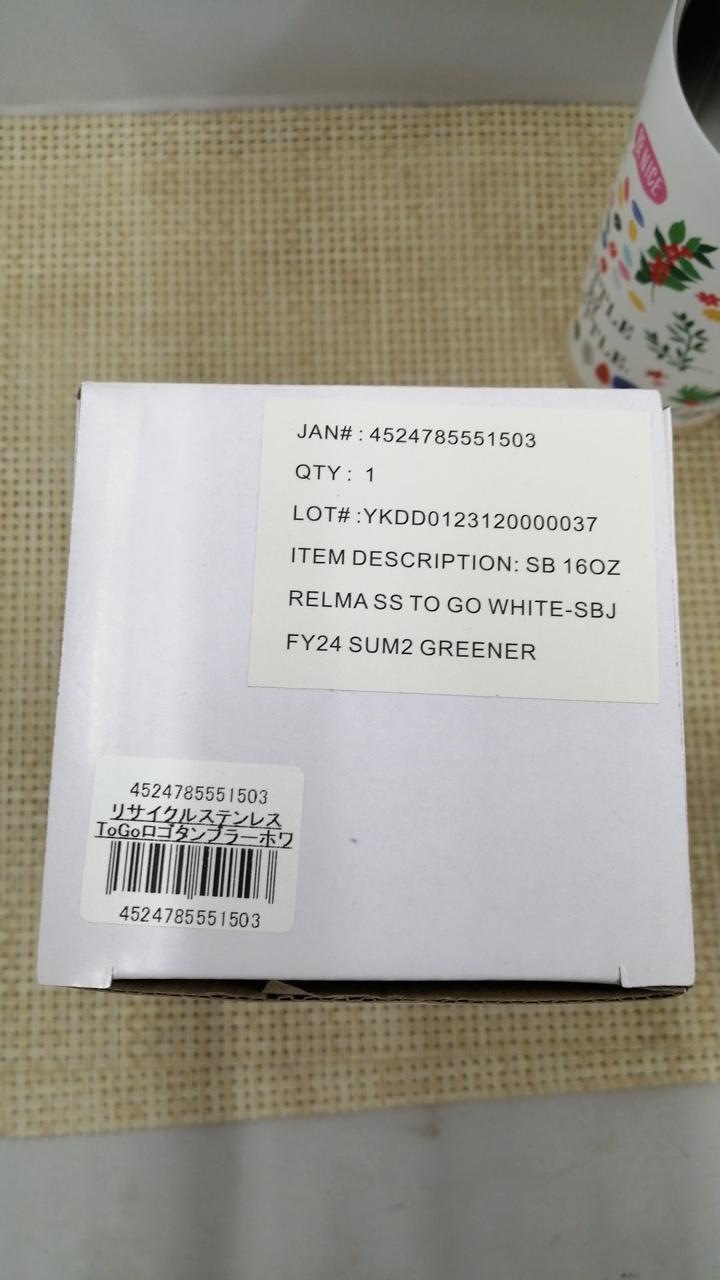 & NICE
JAN# : 4524785551503
QTY : 1
LOT# :YKDD0123120000037
ITEM DESCRIPTION: SB 16OZ
RELMA SS TO GO WHITE-SBJ
FY24 SUM2 GREENER
4524785551503
リサイクルステンレス
ToGoロゴタンブラーホワ
4524785551503